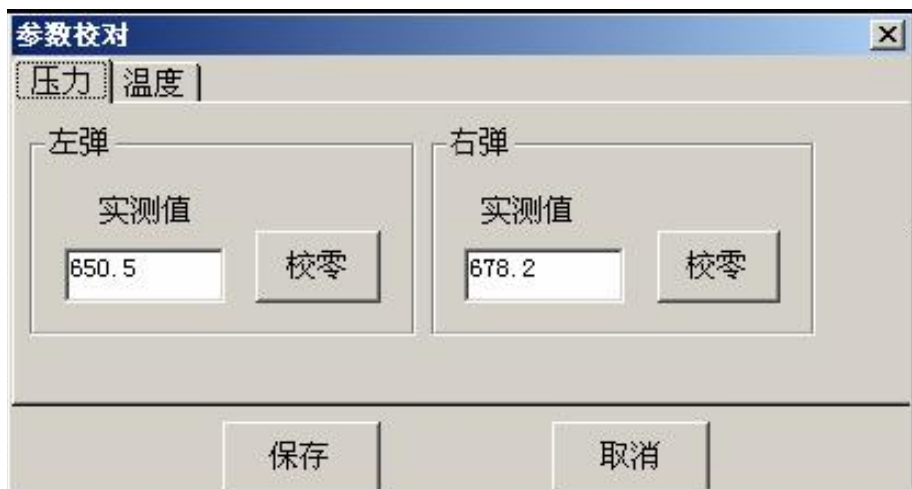 参数校对
压力 温度
左弹 右弹
实测值 实测值
650.5 校零 678.2 校零
保存 取消